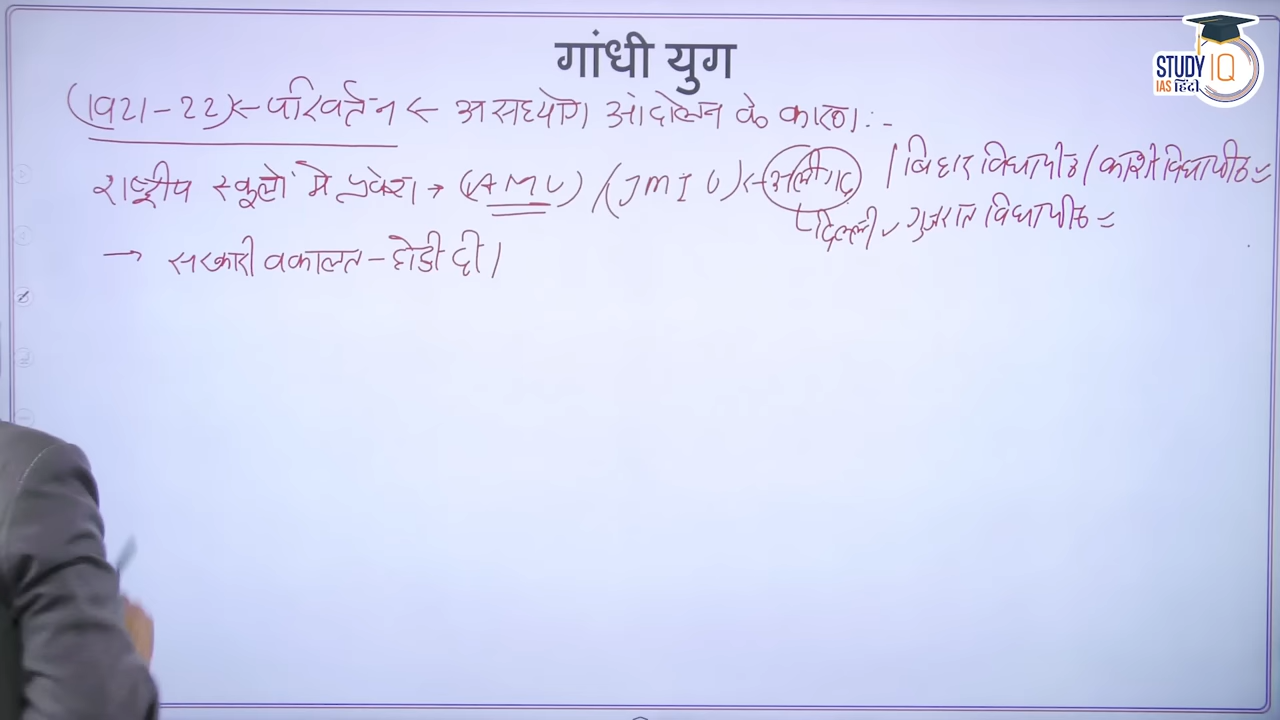 गांधी युग
STUDY IQ
IAS हिंदी
(1921-22) ← परिवर्तन ← असहयोग आंदोलन के कारण :-
राष्ट्रीय स्कूलों में प्रवेश → (AMU) / (JMIU) ← अलीगढ़ / बिहार विद्यापीठ / काशी विद्यापीठ =
दिल्ली ✓ गुजरात विद्यापीठ =
→ सरकारी वकालत - छोडी दी।